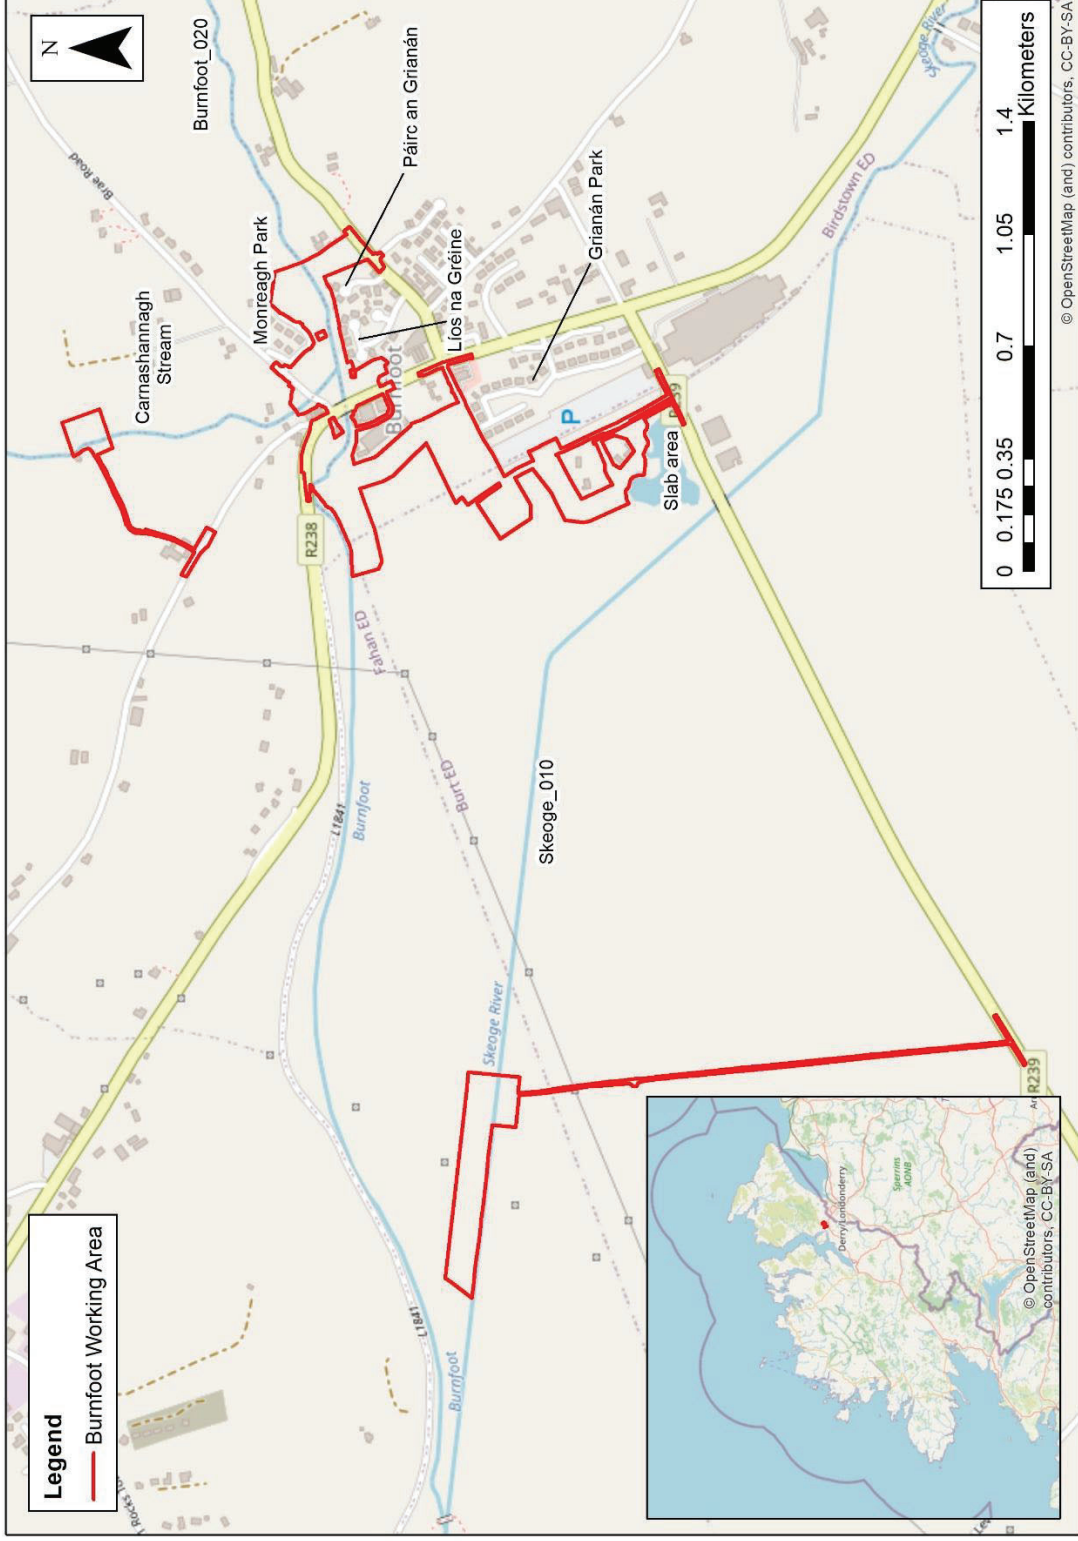 Legend
Burnfoot Working Area
N
Burnfoot_020
Brae Road
Carnashannagh
Stream
Monreagh Park
Páirc an Grianán
Líos na Gréine
Grianán Park
Burnfoot
P
Slab area
R238
R239
Skeoge River
Birdstown ED
Fahan ED
Burt ED
L1841
Burnfoot
Skeoge_010
Skeoge River
L1841
Burnfoot
R239
0 0.175 0.35 0.7 1.05 1.4
Kilometers
© OpenStreetMap (and) contributors, CC-BY-SA
Derry/Londonderry
Sperrins
AONB
© OpenStreetMap (and)
contributors, CC-BY-SA